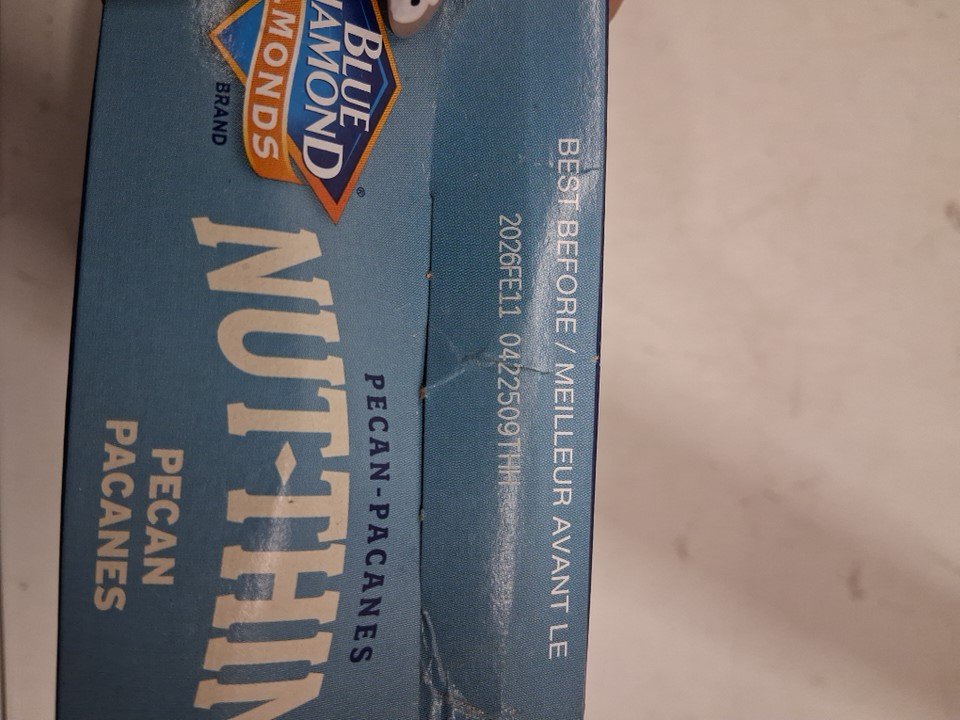 BLUE
DIAMOND
ALMONDS
BRAND
PECAN-PACANES
NUT THIN
PECAN
PACANES
BEST BEFORE / MEILLEUR AVANT LE
2026FE11 0422509THH